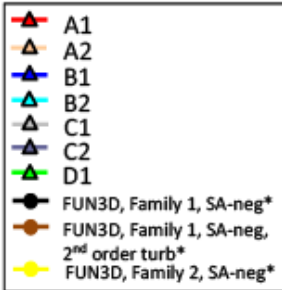 A1
A2
B1
B2
C1
C2
D1
FUN3D, Family 1, SA-neg*
FUN3D, Family 1, SA-neg,
2nd order turb*
FUN3D, Family 2, SA-neg*